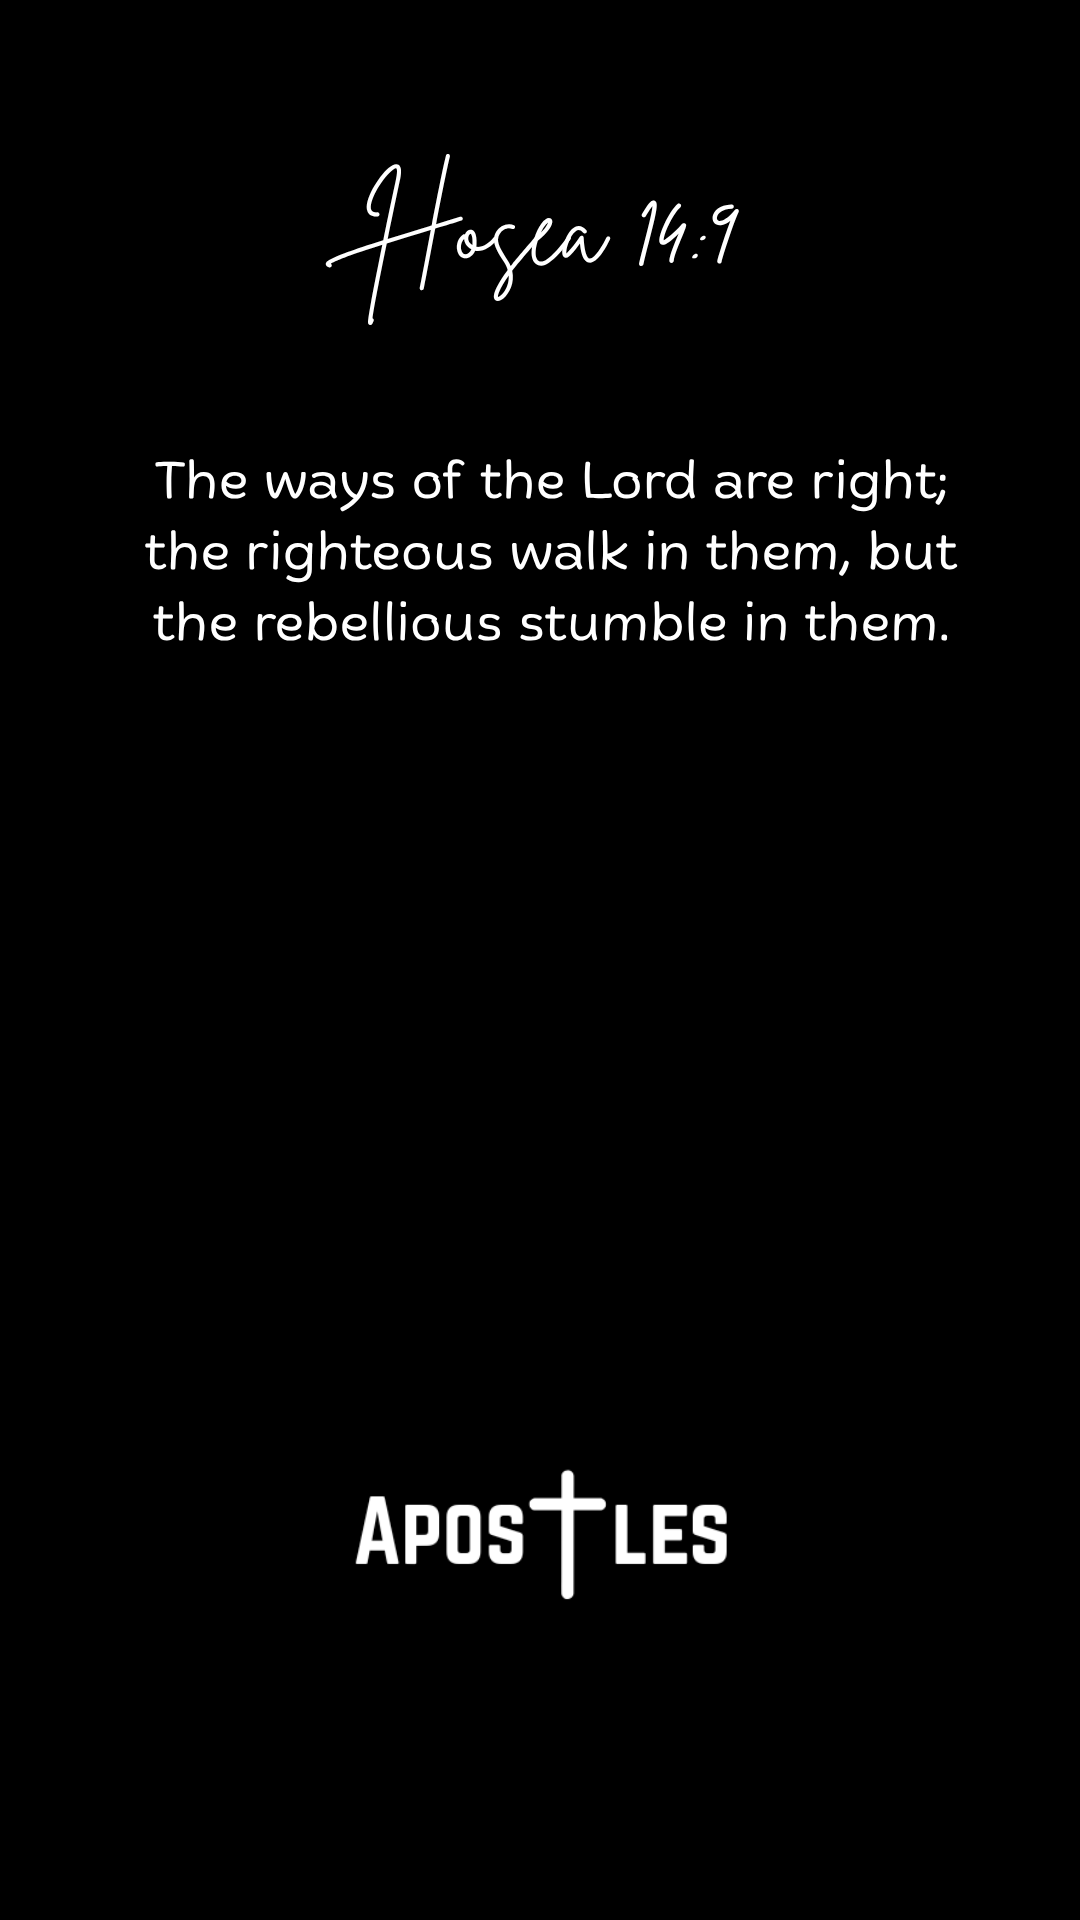 Hosea 14:9
The ways of the Lord are right;
the righteous walk in them, but
the rebellious stumble in them.
APOSTLES